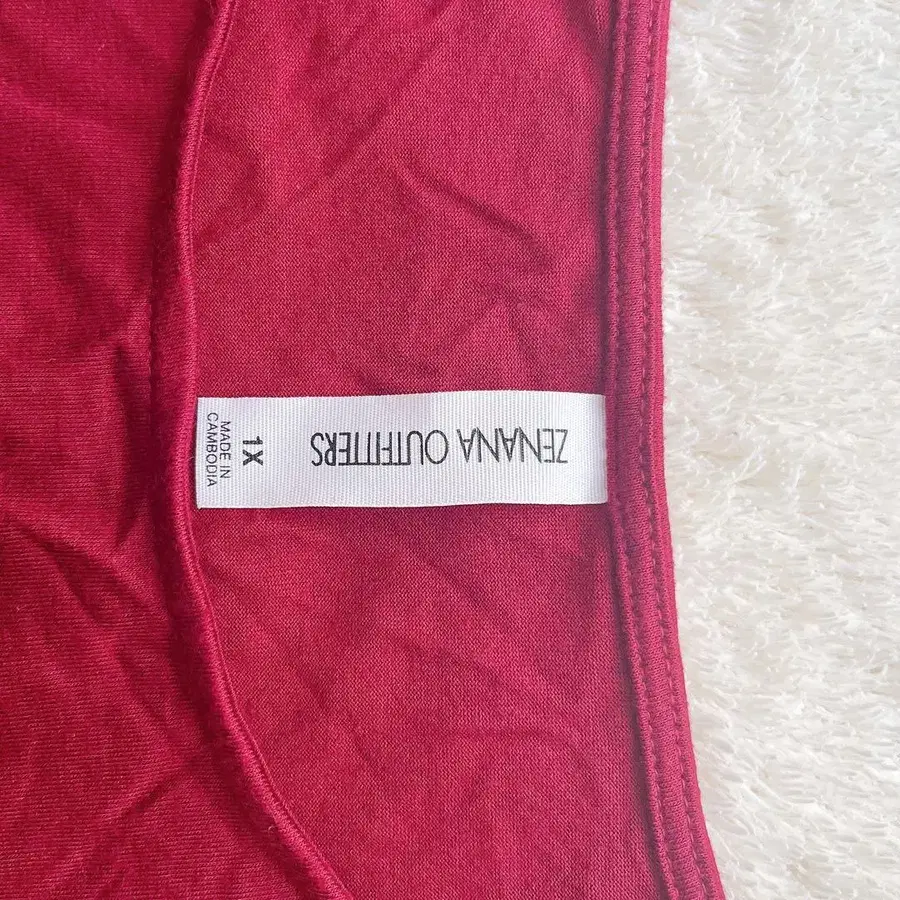 ZENANA OUTFITTERS
1X
MADE IN
CAMBODIA